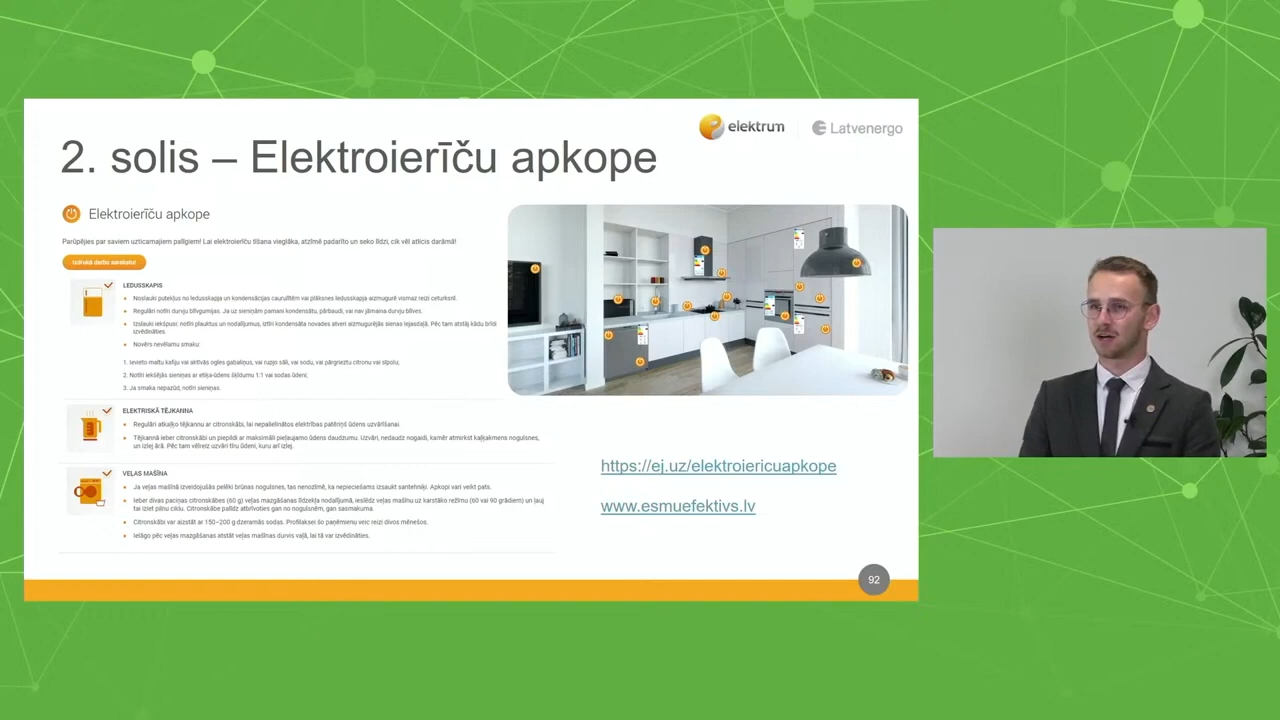 elektrum
Latvenergo
2. solis – Elektroierīču apkope
Elektroierīču apkope
Parūpējies par saviem uzticamajiem palīgiem! Lai elektroierīču tīrīšana vieglāka, atzīmē padarīto un seko līdzi, cik vēl atlicis darāmā!
Izdrukā darbu sarakstu!
LEDUSSKAPIS
Noslauki putekļus no ledusskapja un kondensācijas caurulītēm vai plāksnes ledusskapja aizmugurē vismaz reizi ceturksnī.
Regulāri notīri durvju blīvgumijas. Ja uz sieniņām pamani kondensātu, pārbaudi, vai nav jāmaina durvju blīves.
Izslauki iekšpusi: notīri plauktus un nodalījumus, iztīri kondensāta novades atveri aizmugurējās sienas lejasdaļā. Pēc tam atstāj kādu brīdi
izvēdināties.
Novērs nevēlamu smaku:
1. Ievieto maltu kafiju vai aktīvās ogles gabaliņus, vai rupjo sāli, vai sodu, vai pārgrieztu citronu vai sīpolu;
2. Notīri iekšējās sieniņas ar etiķa-ūdens šķīdumu 1:1 vai sodas ūdeni;
3. Ja smaka nepazūd, notīri sieniņas.
ELEKTRISKĀ TĒJKANNA
Regulāri atkaļķo tējkannu ar citronskābi, lai nepalielinātos elektrības patēriņš ūdens uzvārīšanai.
Tējkannā ieber citronskābi un piepildi ar maksimāli pieļaujamo ūdens daudzumu. Uzvāri, nedaudz nogaidi, kamēr atmirkst kaļķakmens nogulsnes,
un izlej ārā. Pēc tam vēlreiz uzvāri tīru ūdeni, kuru arī izlej.
VEĻAS MAŠĪNA
Ja veļas mašīnā izveidojušās pelēki brūnas nogulsnes, tas nenozīmē, ka nepieciešams izsaukt santehniķi. Apkopi vari veikt pats.
Ieber divas paciņas citronskābes (60 g) veļas mazgāšanas līdzekļa nodalījumā, ieslēdz veļas mašīnu uz karstāko režīmu (60 vai 90 grādiem) un ļauj
tai iziet pilnu ciklu. Citronskābe palīdz atbrīvoties gan no nogulsnēm, gan sasmakuma.
Citronskābi var aizstāt ar 150–200 g dzeramās sodas. Profilaksei šo paņēmienu veic reizi divos mēnešos.
Ielāgo pēc veļas mazgāšanas atstāt veļas mašīnas durvis vaļā, lai tā var izvēdināties.
https://ej.uz/elektroiericuapkope
www.esmuefektivs.lv
92